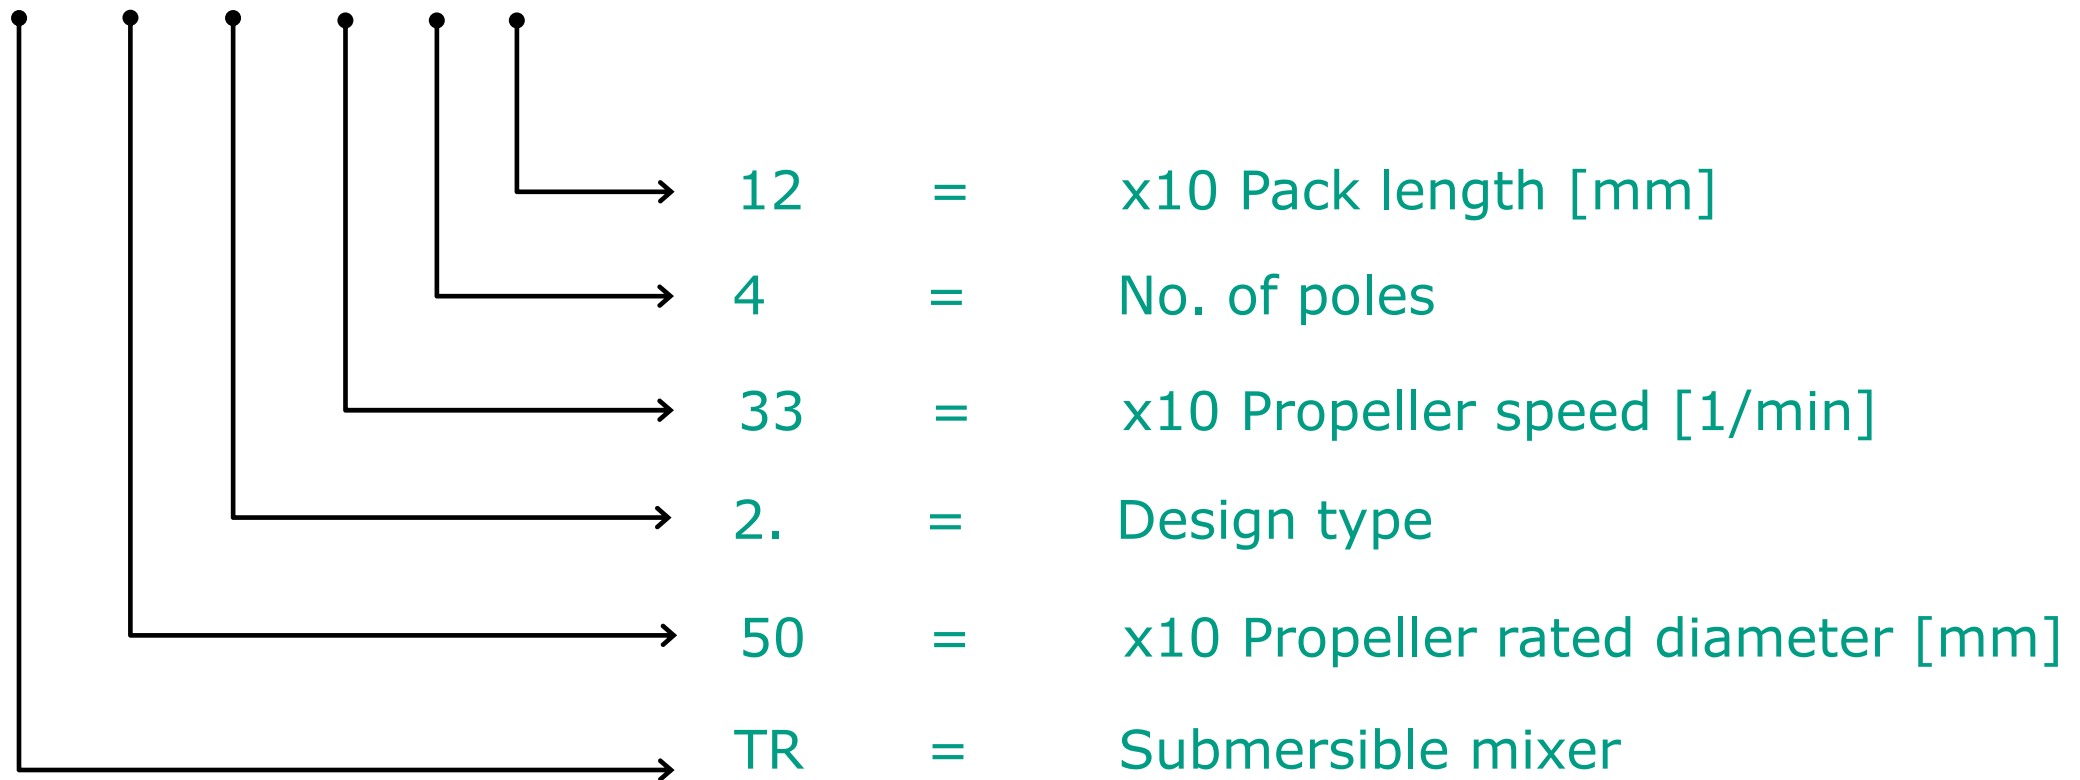 12 = x10 Pack length [mm]
4 = No. of poles
33 = x10 Propeller speed [1/min]
2. = Design type
50 = x10 Propeller rated diameter [mm]
TR = Submersible mixer